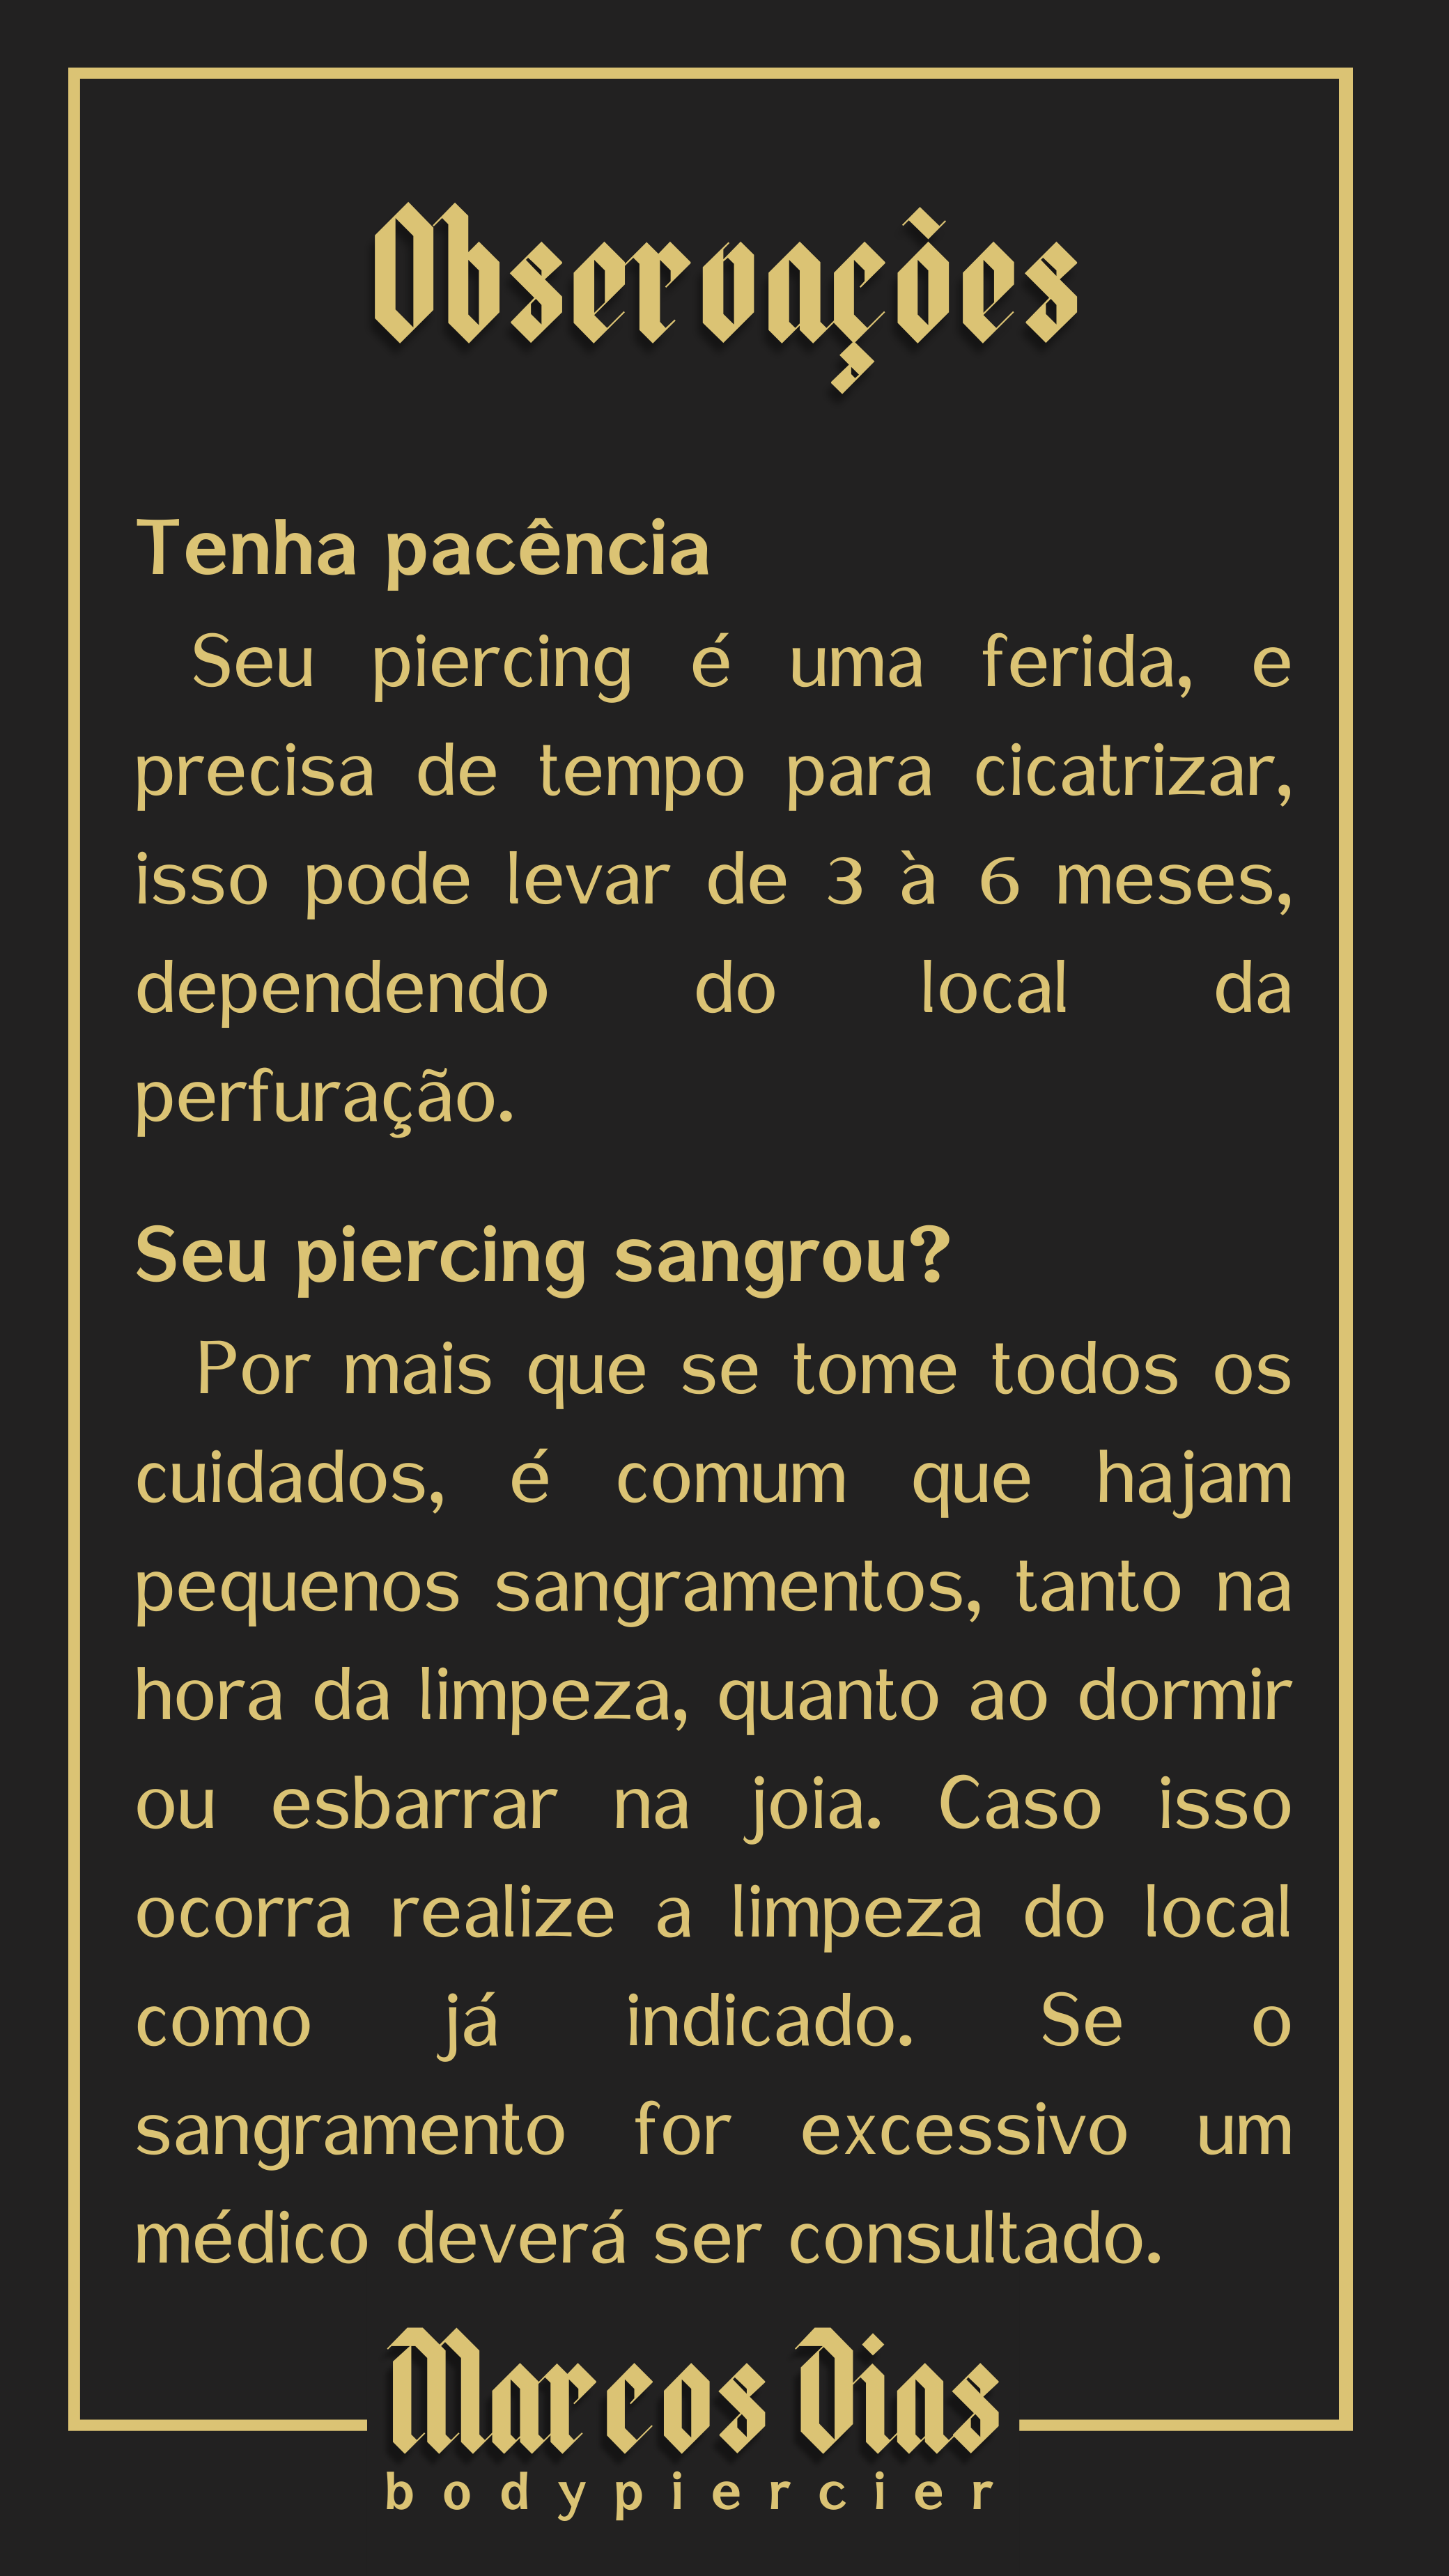 Observações
Tenha pacência
Seu piercing é uma ferida, e
precisa de tempo para cicatrizar,
isso pode levar de 3 à 6 meses,
dependendo do local da
perfuração.
Seu piercing sangrou?
Por mais que se tome todos os
cuidados, é comum que hajam
pequenos sangramentos, tanto na
hora da limpeza, quanto ao dormir
ou esbarrar na joia. Caso isso
ocorra realize a limpeza do local
como já indicado. Se o
sangramento for excessivo um
médico deverá ser consultado.
Marcos Dias
bodypiercier